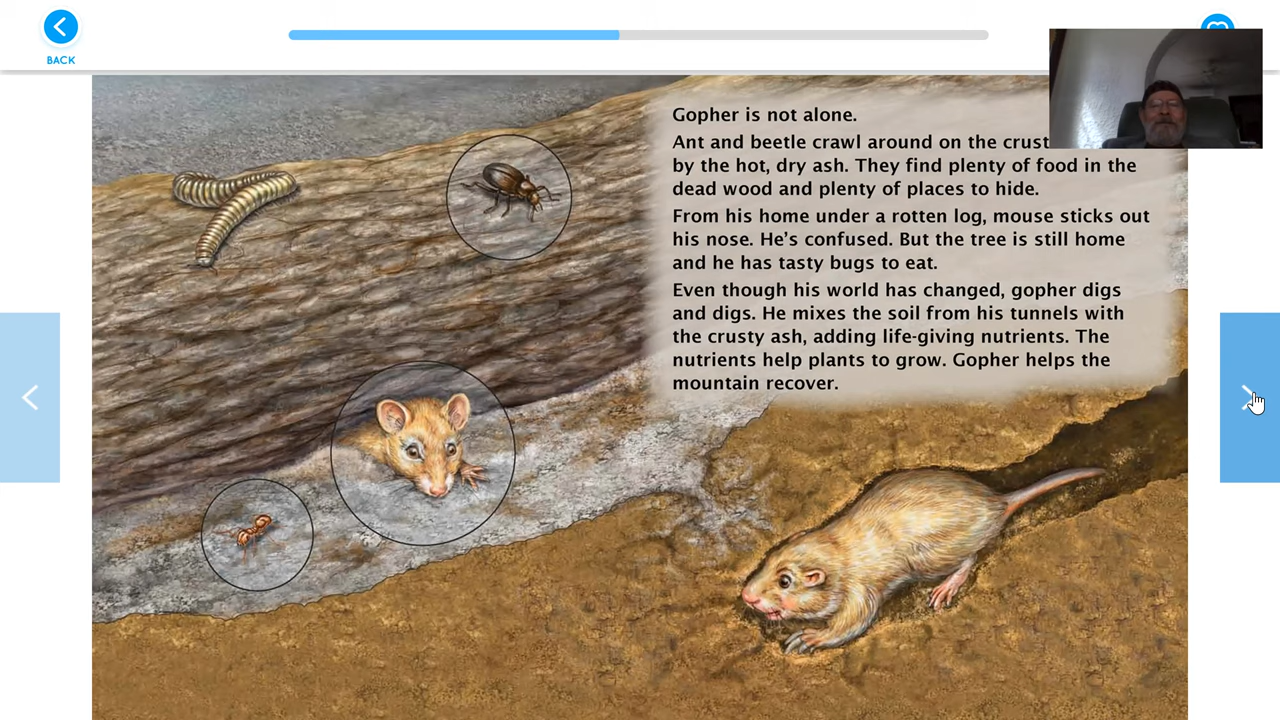 BACK
Gopher is not alone.
Ant and beetle crawl around on the crust
by the hot, dry ash. They find plenty of food in the
dead wood and plenty of places to hide.
From his home under a rotten log, mouse sticks out
his nose. He’s confused. But the tree is still home
and he has tasty bugs to eat.
Even though his world has changed, gopher digs
and digs. He mixes the soil from his tunnels with
the crusty ash, adding life-giving nutrients. The
nutrients help plants to grow. Gopher helps the
mountain recover.